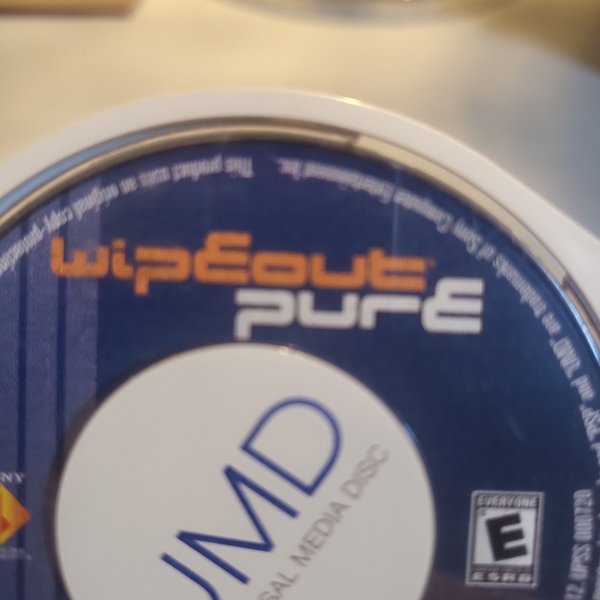 This product uses an original copy protection
trademarks of Sony Computer Entertainment Inc.
wipEout
purE
UMD
SAL MEDIA DISC
NY
EVERYONE
E
ESRB
and "UMD" are